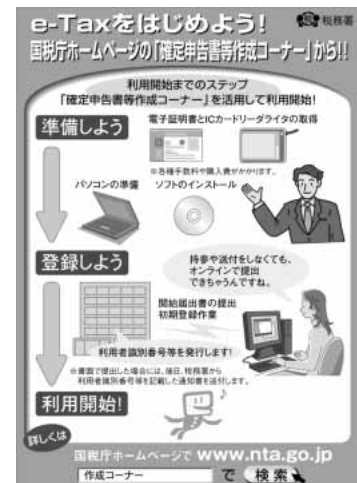 e-Taxをはじめよう!
税務署
国税庁ホームページの「確定申告書等作成コーナー」から!!
利用開始までのステップ
「確定申告書等作成コーナー」を活用して利用開始!
準備しよう
電子証明書とICカードリーダライタの取得
※各種手数料や購入費がかかります。
パソコンの準備
ソフトのインストール
登録しよう
持参や送付をしなくても、
オンラインで提出
できちゃうんですね。
開始届出書の提出
初期登録作業
利用者識別番号等を発行します!
※書面で提出した場合には、後日、税務署から
利用者識別番号等を記載した通知書を送付します。
利用開始!
詳しくは
国税庁ホームページで www.nta.go.jp
作成コーナー で 検索